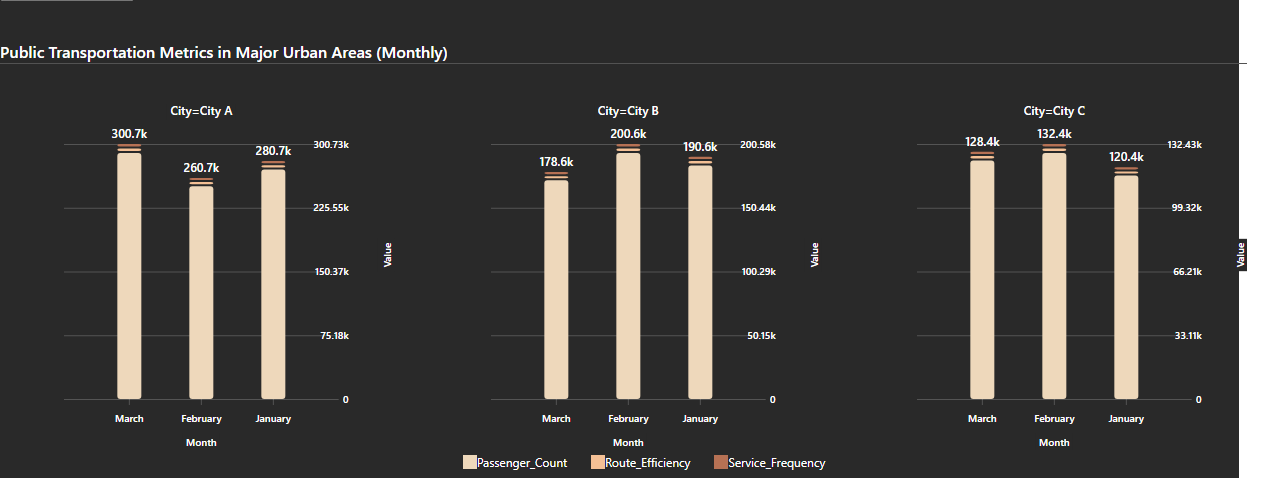 Public Transportation Metrics in Major Urban Areas (Monthly)
City=City A
300.7k
260.7k
280.7k
300.73k
225.55k
150.37k
75.18k
0
Value
March February January
Month
City=City B
178.6k
200.6k
190.6k
200.58k
150.44k
100.29k
50.15k
0
Value
March February January
Month
City=City C
128.4k
132.4k
120.4k
132.43k
99.32k
66.21k
33.11k
0
Value
March February January
Month
Passenger_Count Route_Efficiency Service_Frequency